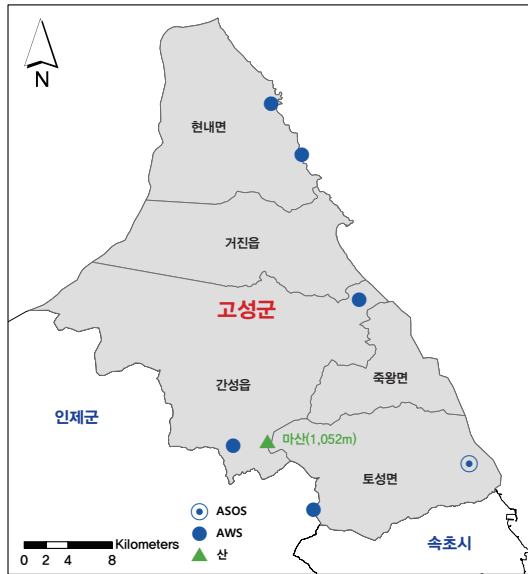 N
현내면
거진읍
고성군
죽왕면
간성읍
인제군
마산(1,052m)
토성면
ASOS
AWS
산
속초시
Kilometers
0 2 4 8